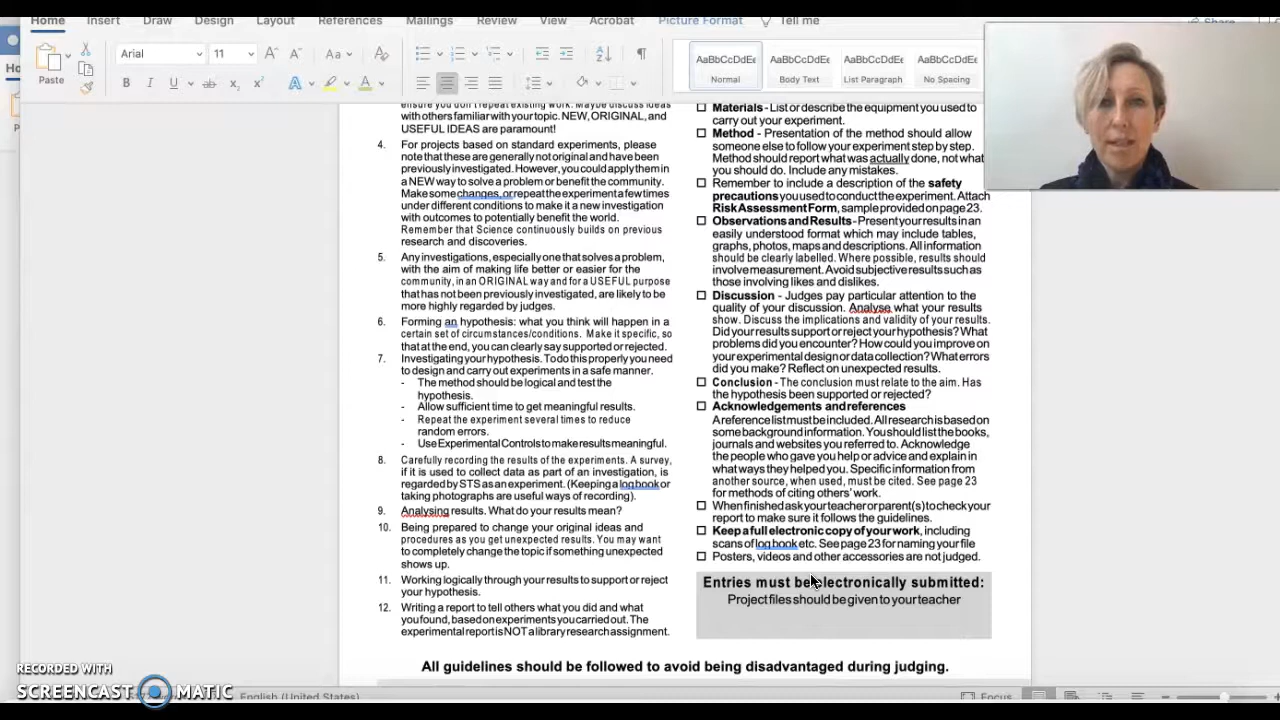 Home Insert Draw Design Layout References Mailings Review View Acrobat Picture Format Tell me Share
Paste Arial 11 Aa
AaBbCcDdEe AaBbCcDdEe AaBbCcDdEe AaBbCcDdEe
Normal Body Text List Paragraph No Spacing
ensure you don't repeat existing work. Maybe discuss ideas
with others familiar with your topic. NEW, ORIGINAL, and
USEFUL IDEAS are paramount!
4. For projects based on standard experiments, please
note that these are generally not original and have been
previously investigated. However, you could apply them in
a NEW way to solve a problem or benefit the community.
Make some changes, or repeat the experiment a few times
under different conditions to make it a new investigation
with outcomes to potentially benefit the world.
Remember that Science continuously builds on previous
research and discoveries.
5. Any investigations, especially one that solves a problem,
with the aim of making life better or easier for the
community, in an ORIGINAL way and for a USEFUL purpose
that has not been previously investigated, are likely to be
more highly regarded by judges.
6. Forming an hypothesis: what you think will happen in a
certain set of circumstances/conditions. Make it specific, so
that at the end, you can clearly say supported or rejected.
7. Investigating your hypothesis. To do this properly you need
to design and carry out experiments in a safe manner.
- The method should be logical and test the
hypothesis.
- Allow sufficient time to get meaningful results.
- Repeat the experiment several times to reduce
random errors.
- Use Experimental Controls to make results meaningful.
8. Carefully recording the results of the experiments. A survey,
if it is used to collect data as part of an investigation, is
regarded by STS as an experiment. (Keeping a log book or
taking photographs are useful ways of recording).
9. Analysing results. What do your results mean?
10. Being prepared to change your original ideas and
procedures as you get unexpected results. You may want
to completely change the topic if something unexpected
shows up.
11. Working logically through your results to support or reject
your hypothesis.
12. Writing a report to tell others what you did and what
you found, based on experiments you carried out. The
experimental report is NOT a library research assignment.
Materials - List or describe the equipment you used to
carry out your experiment.
Method - Presentation of the method should allow
someone else to follow your experiment step by step.
Method should report what was actually done, not what
you should do. Include any mistakes.
Remember to include a description of the safety
precautions you used to conduct the experiment. Attach
Risk Assessment Form, sample provided on page 23.
Observations and Results - Present your results in an
easily understood format which may include tables,
graphs, photos, maps and descriptions. All information
should be clearly labelled. Where possible, results should
involve measurement. Avoid subjective results such as
those involving likes and dislikes.
Discussion - Judges pay particular attention to the
quality of your discussion. Analyse what your results
show. Discuss the implications and validity of your results.
Did your results support or reject your hypothesis? What
problems did you encounter? How could you improve on
your experimental design or data collection? What errors
did you make? Reflect on unexpected results.
Conclusion - The conclusion must relate to the aim. Has
the hypothesis been supported or rejected?
Acknowledgements and references
A reference list must be included. All research is based on
some background information. You should list the books,
journals and websites you referred to. Acknowledge
the people who gave you help or advice and explain in
what ways they helped you. Specific information from
another source, when used, must be cited. See page 23
for methods of citing others' work.
When finished ask your teacher or parent(s) to check your
report to make sure it follows the guidelines.
Keep a full electronic copy of your work, including
scans of log book etc. See page 23 for naming your file
Posters, videos and other accessories are not judged.
Entries must be electronically submitted:
Project files should be given to your teacher
All guidelines should be followed to avoid being disadvantaged during judging.
RECORDED WITH
SCREENCAST MATIC
English (United States) Focus